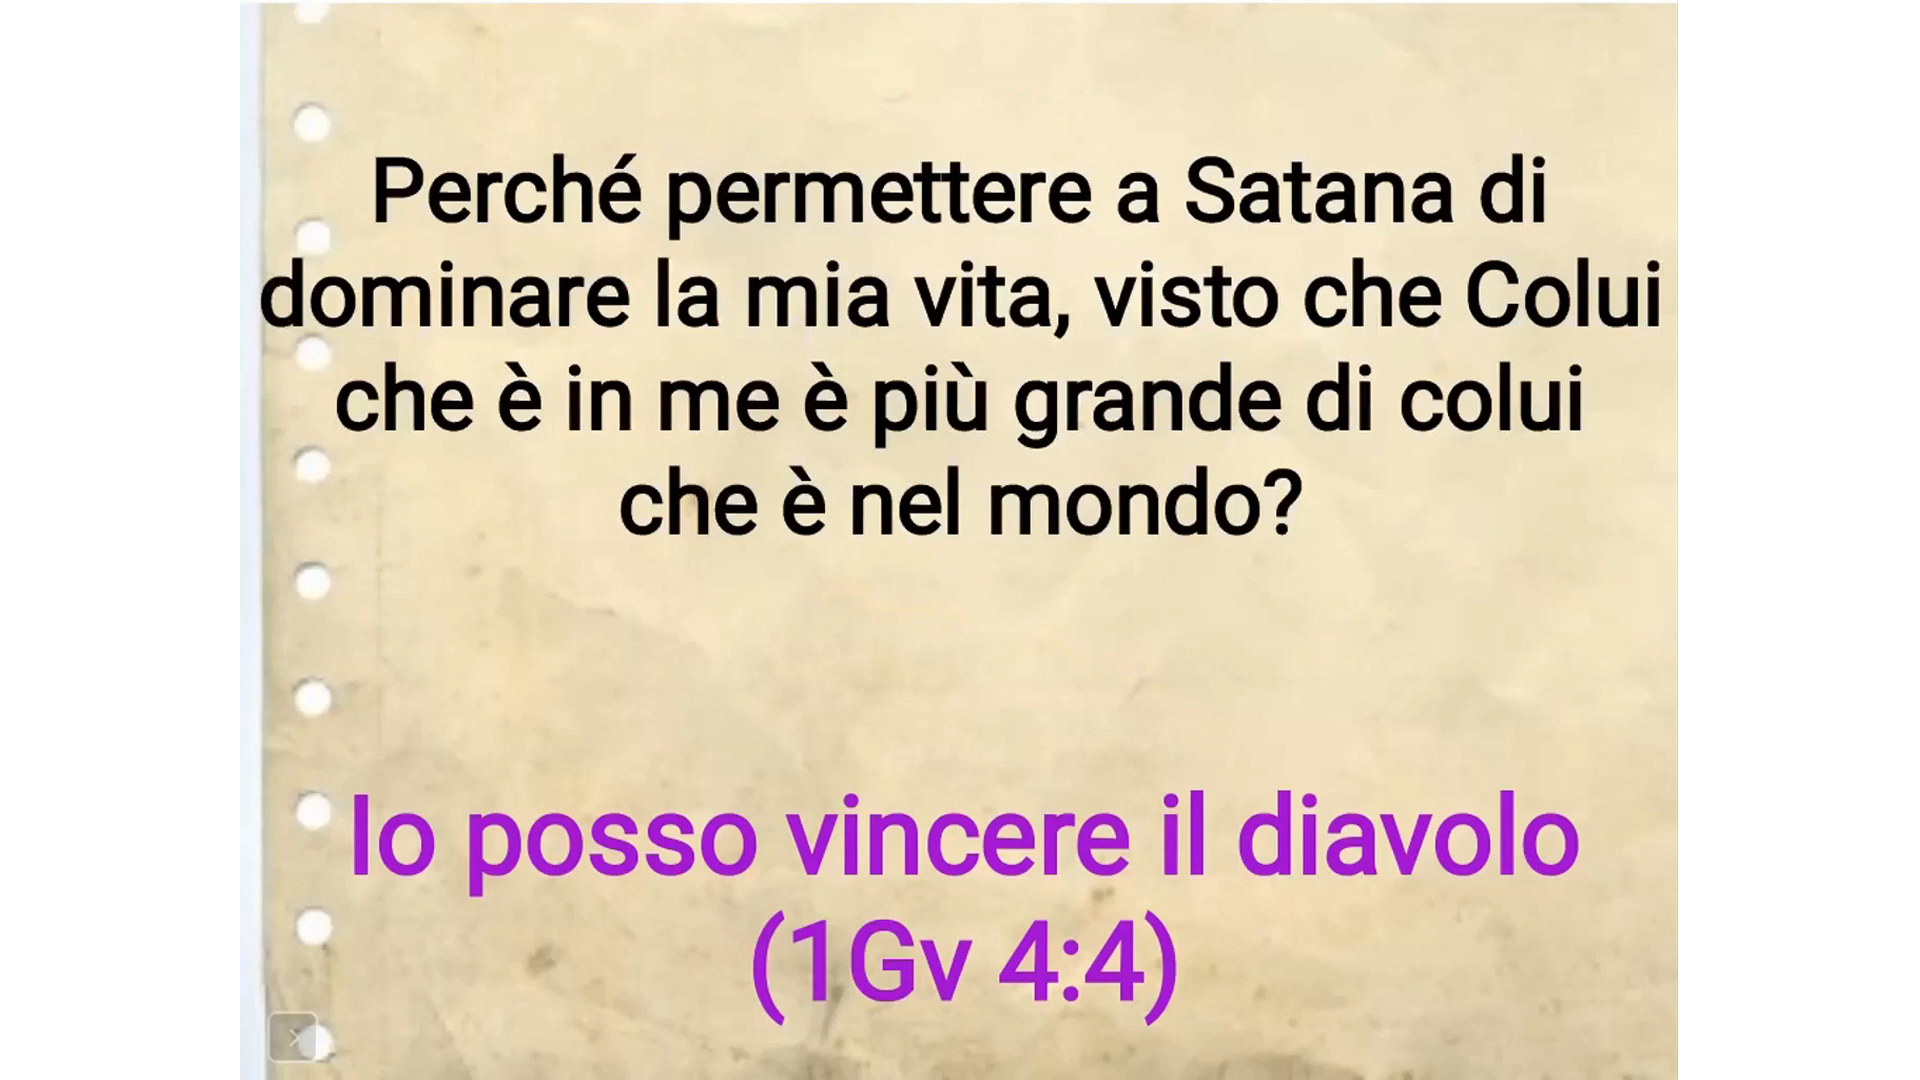 Perché permettere a Satana di
dominare la mia vita, visto che Colui
che è in me è più grande di colui
che è nel mondo?
Io posso vincere il diavolo
(1Gv 4:4)